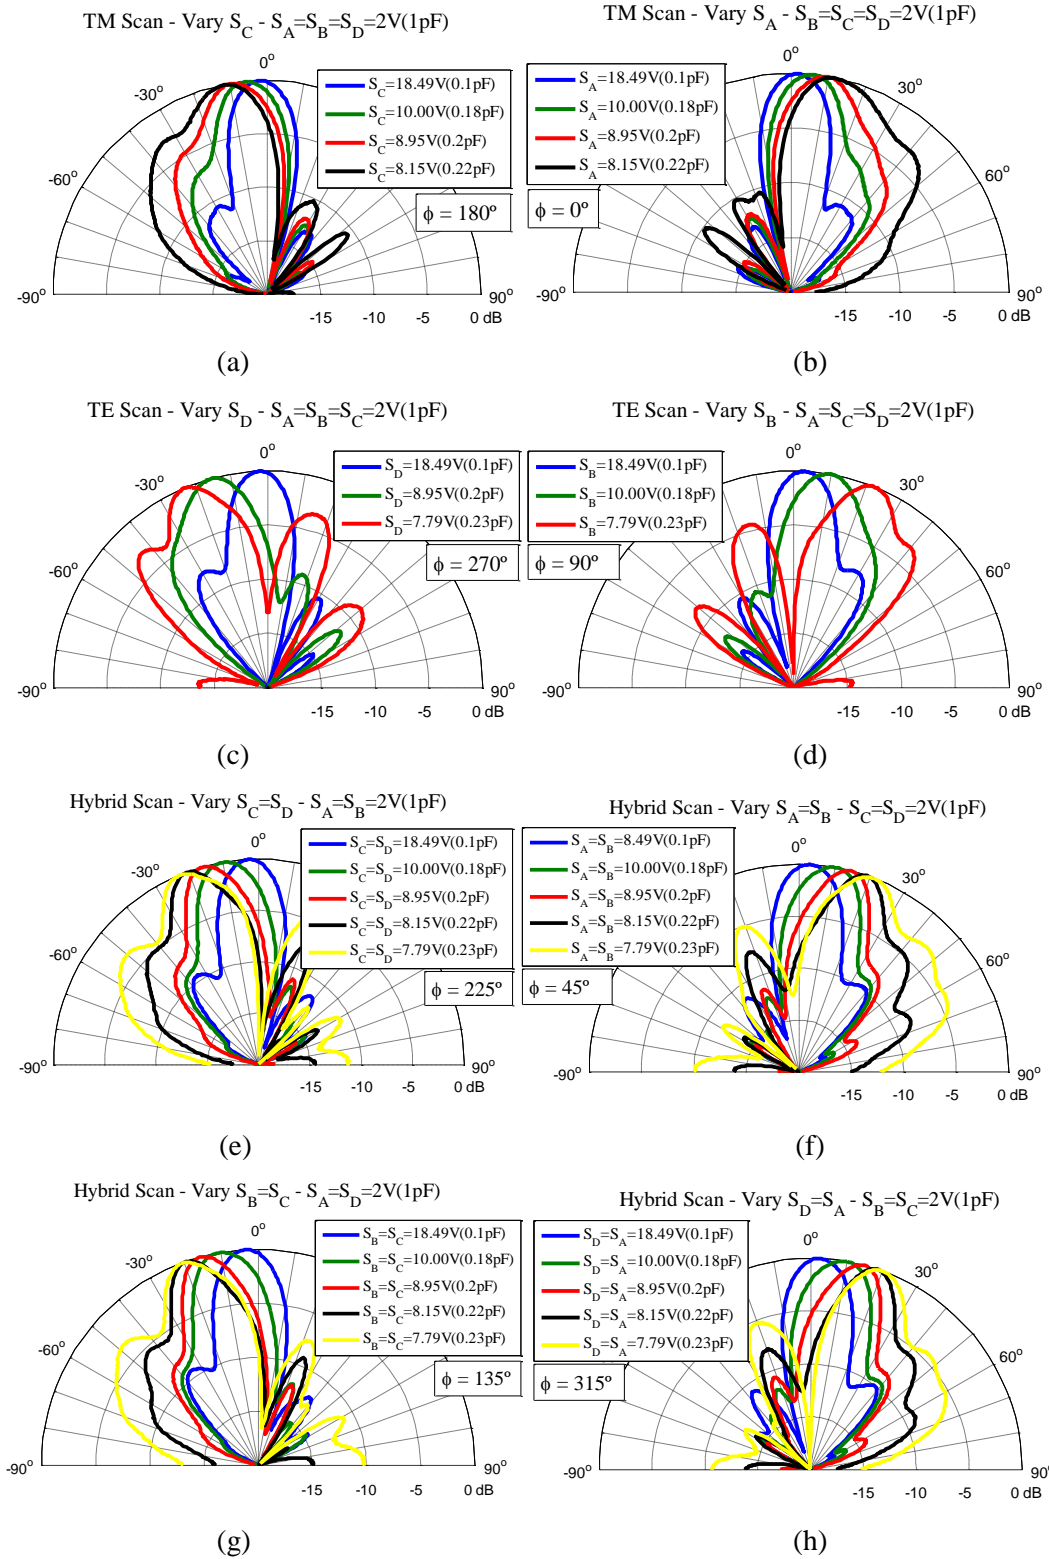 TM Scan - Vary S_C - S_A=S_B=S_D=2V(1pF)
0°
-30°
-60°
-90°
90°
-15 -10 -5 0 dB
S_C=18.49V(0.1pF)
S_C=10.00V(0.18pF)
S_C=8.95V(0.2pF)
S_C=8.15V(0.22pF)
ϕ = 180°
(a)
TM Scan - Vary S_A - S_B=S_C=S_D=2V(1pF)
0°
30°
60°
-90°
90°
-15 -10 -5 0 dB
S_A=18.49V(0.1pF)
S_A=10.00V(0.18pF)
S_A=8.95V(0.2pF)
S_A=8.15V(0.22pF)
ϕ = 0°
(b)
TE Scan - Vary S_D - S_A=S_B=S_C=2V(1pF)
0°
-30°
-60°
-90°
90°
-15 -10 -5 0 dB
S_D=18.49V(0.1pF)
S_D=8.95V(0.2pF)
S_D=7.79V(0.23pF)
ϕ = 270°
(c)
TE Scan - Vary S_B - S_A=S_C=S_D=2V(1pF)
0°
30°
60°
-90°
90°
-15 -10 -5 0 dB
S_B=18.49V(0.1pF)
S_B=10.00V(0.18pF)
S_B=7.79V(0.23pF)
ϕ = 90°
(d)
Hybrid Scan - Vary S_C=S_D - S_A=S_B=2V(1pF)
0°
-30°
-60°
-90°
90°
-15 -10 -5 0 dB
S_C=S_D=18.49V(0.1pF)
S_C=S_D=10.00V(0.18pF)
S_C=S_D=8.95V(0.2pF)
S_C=S_D=8.15V(0.22pF)
S_C=S_D=7.79V(0.23pF)
ϕ = 225°
(e)
Hybrid Scan - Vary S_A=S_B - S_C=S_D=2V(1pF)
0°
30°
60°
-90°
90°
-15 -10 -5 0 dB
S_A=S_B=8.49V(0.1pF)
S_A=S_B=10.00V(0.18pF)
S_A=S_B=8.95V(0.2pF)
S_A=S_B=8.15V(0.22pF)
S_A=S_B=7.79V(0.23pF)
ϕ = 45°
(f)
Hybrid Scan - Vary S_B=S_C - S_A=S_D=2V(1pF)
0°
-30°
-60°
-90°
90°
-15 -10 -5 0 dB
S_B=S_C=18.49V(0.1pF)
S_B=S_C=10.00V(0.18pF)
S_B=S_C=8.95V(0.2pF)
S_B=S_C=8.15V(0.22pF)
S_B=S_C=7.79V(0.23pF)
ϕ = 135°
(g)
Hybrid Scan - Vary S_D=S_A - S_B=S_C=2V(1pF)
0°
30°
60°
-90°
90°
-15 -10 -5 0 dB
S_D=S_A=18.49V(0.1pF)
S_D=S_A=10.00V(0.18pF)
S_D=S_A=8.95V(0.2pF)
S_D=S_A=8.15V(0.22pF)
S_D=S_A=7.79V(0.23pF)
ϕ = 315°
(h)